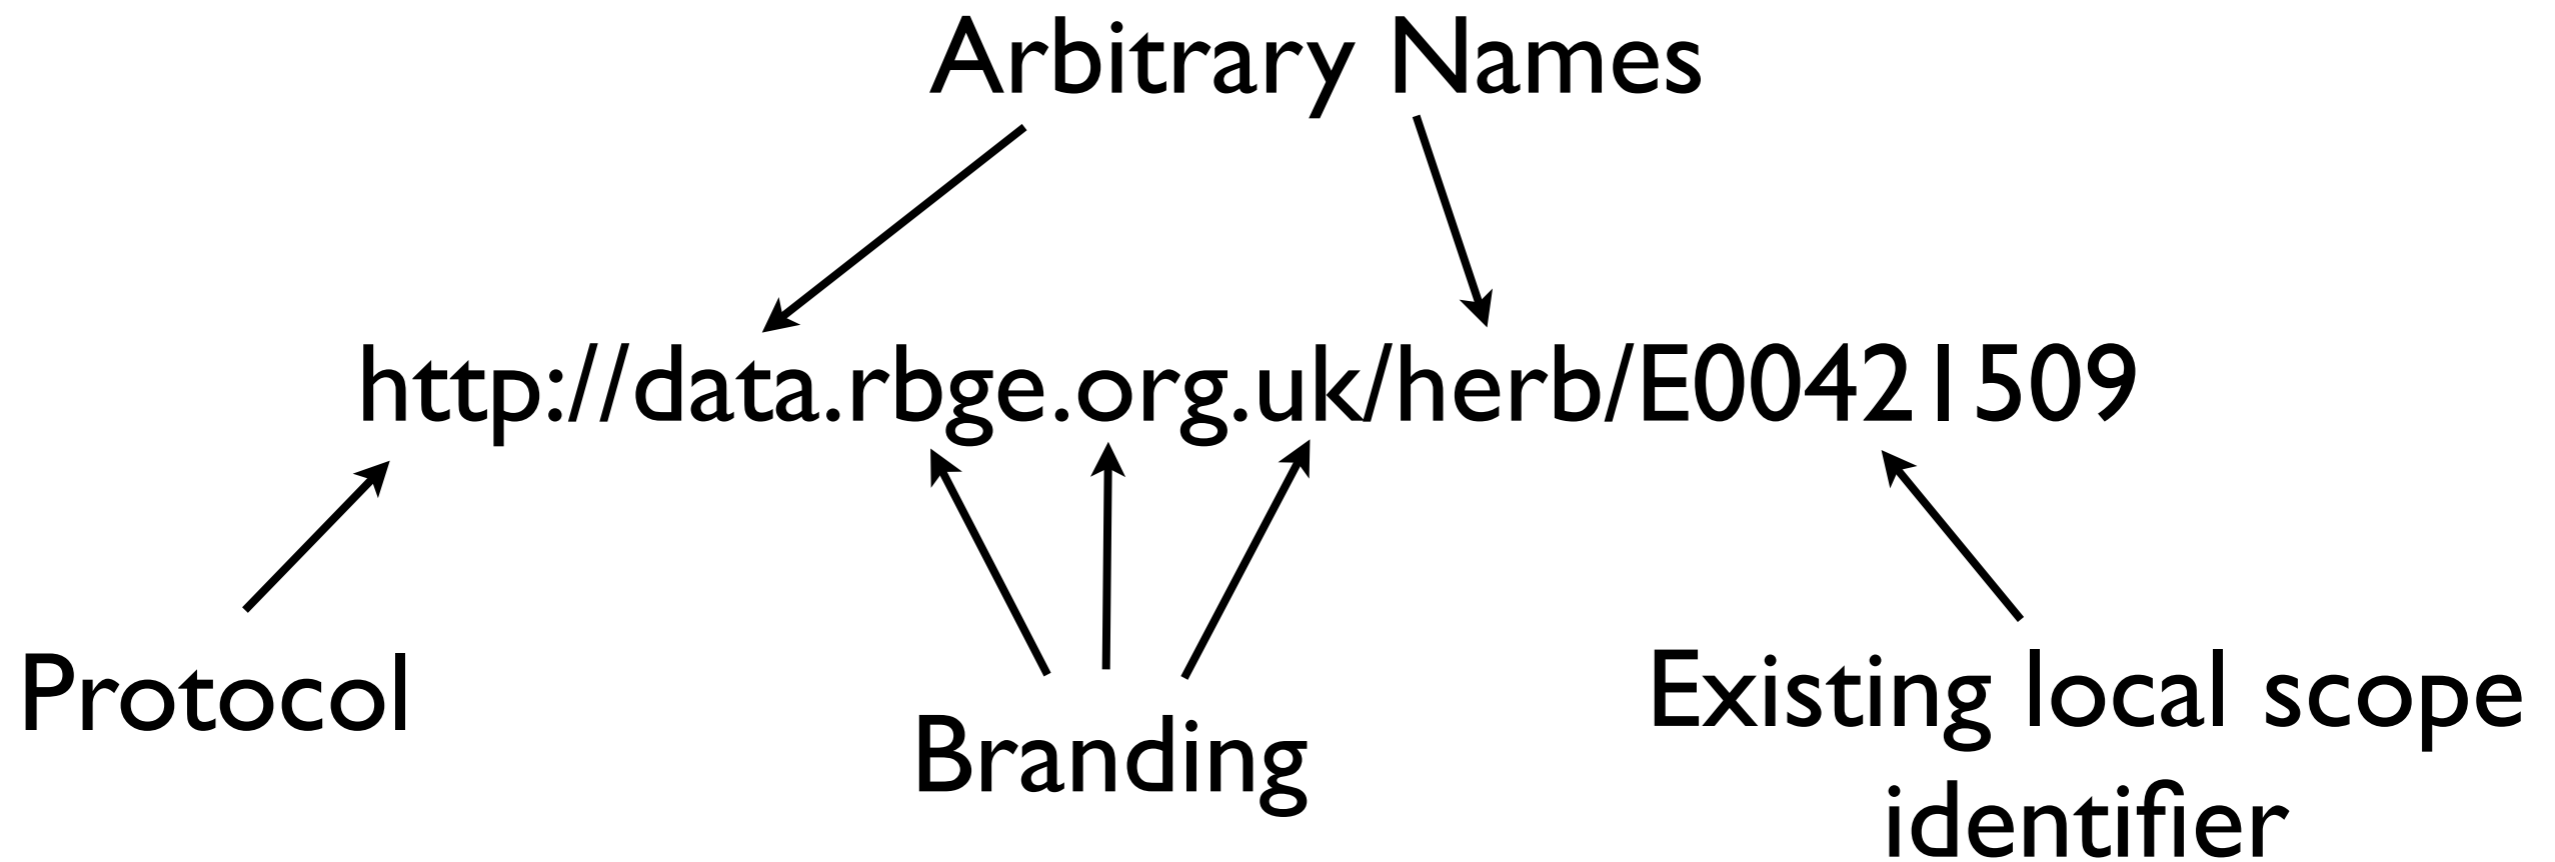 Arbitrary Names
http://data.rbge.org.uk/herb/E00421509
Protocol
Branding
Existing local scope
identifier